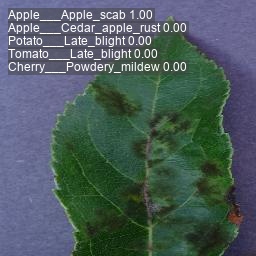 Apple___Apple_scab 1.00
Apple___Cedar_apple_rust 0.00
Potato___Late_blight 0.00
Tomato___Late_blight 0.00
Cherry___Powdery_mildew 0.00